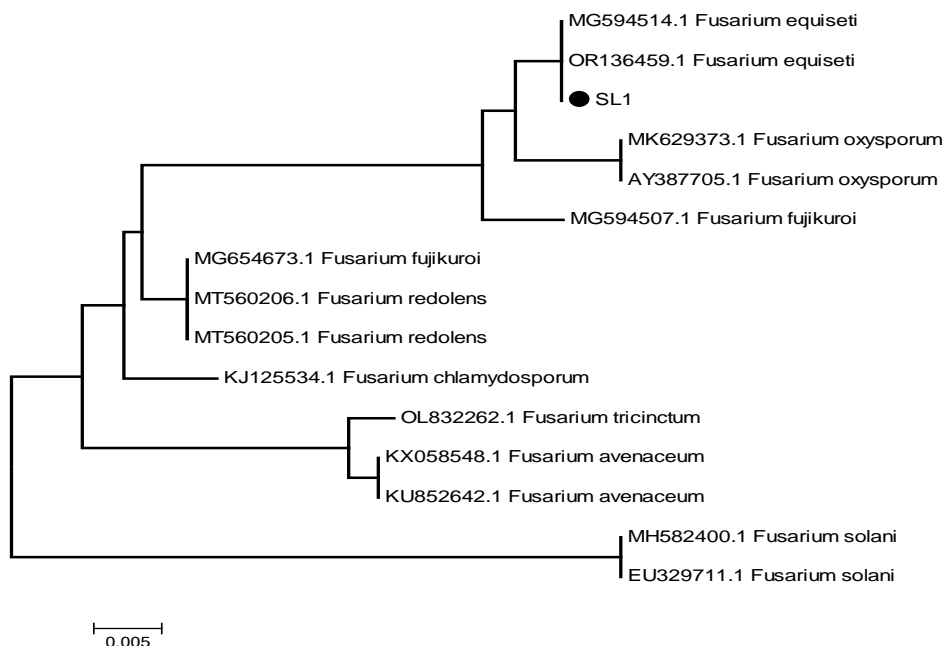 MG594514.1 Fusarium equiseti
OR136459.1 Fusarium equiseti
SL1
MK629373.1 Fusarium oxysporum
AY387705.1 Fusarium oxysporum
MG594507.1 Fusarium fujikuroi
MG654673.1 Fusarium fujikuroi
MT560206.1 Fusarium redolens
MT560205.1 Fusarium redolens
KJ125534.1 Fusarium chlamydosporum
OL832262.1 Fusarium tricinctum
KX058548.1 Fusarium avenaceum
KU852642.1 Fusarium avenaceum
MH582400.1 Fusarium solani
EU329711.1 Fusarium solani
0.005